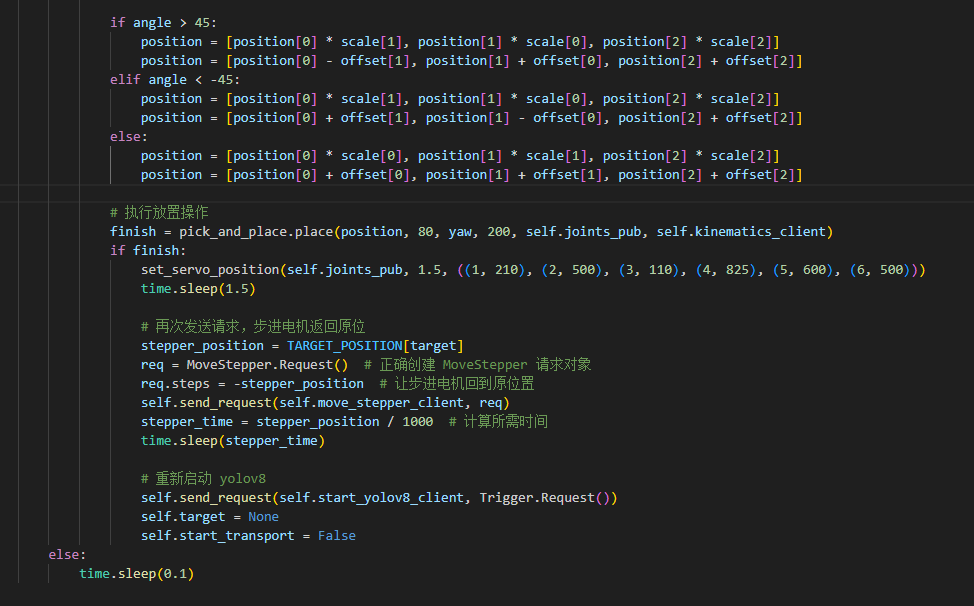 if angle > 45:
position = [position[0] * scale[1], position[1] * scale[0], position[2] * scale[2]]
position = [position[0] - offset[1], position[1] + offset[0], position[2] + offset[2]]
elif angle < -45:
position = [position[0] * scale[1], position[1] * scale[0], position[2] * scale[2]]
position = [position[0] + offset[1], position[1] - offset[0], position[2] + offset[2]]
else:
position = [position[0] * scale[0], position[1] * scale[1], position[2] * scale[2]]
position = [position[0] + offset[0], position[1] + offset[1], position[2] + offset[2]]
# 执行放置操作
finish = pick_and_place.place(position, 80, yaw, 200, self.joints_pub, self.kinematics_client)
if finish:
set_servo_position(self.joints_pub, 1.5, ((1, 210), (2, 500), (3, 110), (4, 825), (5, 600), (6, 500)))
time.sleep(1.5)
# 再次发送请求，步进电机返回原位
stepper_position = TARGET_POSITION[target]
req = MoveStepper.Request()  # 正确创建 MoveStepper 请求对象
req.steps = -stepper_position  # 让步进电机回到原位置
self.send_request(self.move_stepper_client, req)
stepper_time = stepper_position / 1000  # 计算所需时间
time.sleep(stepper_time)
# 重新启动 yolov8
self.send_request(self.start_yolov8_client, Trigger.Request())
self.target = None
self.start_transport = False
else:
time.sleep(0.1)